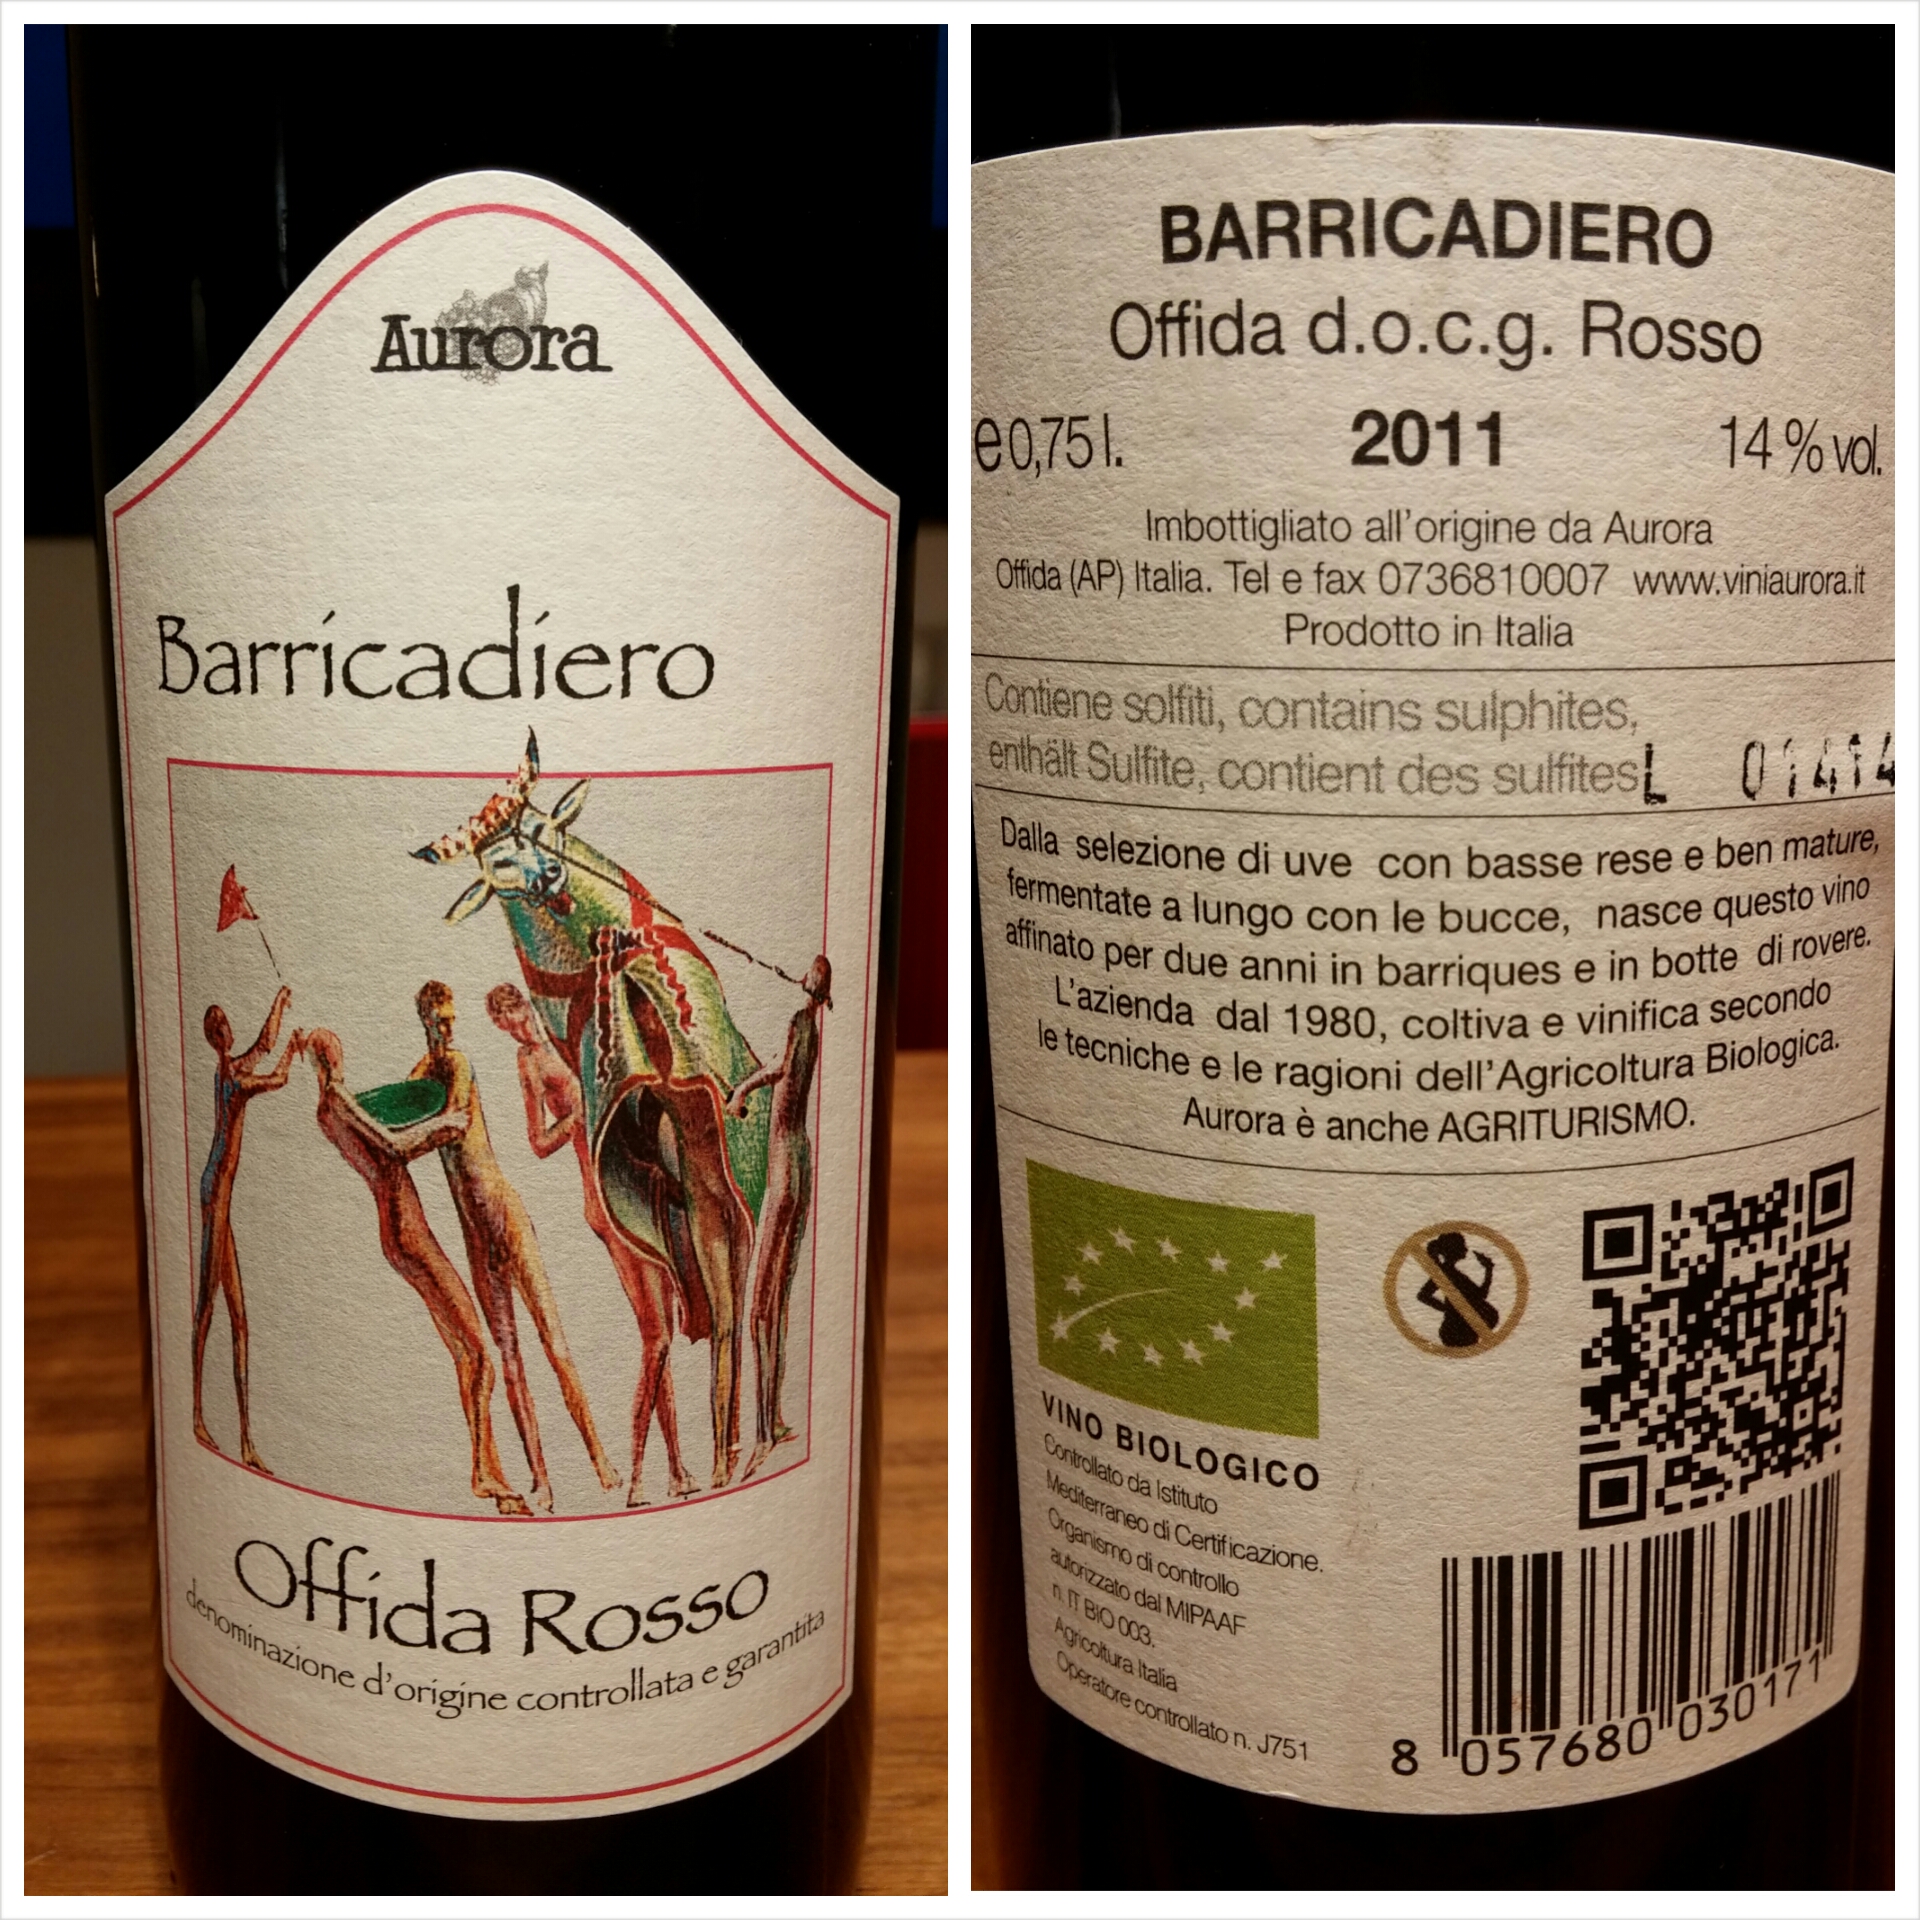 Aurora
Barricadiero
Offida Rosso
denominazione d'origine controllata e garantita
BARRICADIERO
Offida d.o.c.g. Rosso
e 0,75 l. 2011 14 % vol.
Imbottigliato all'origine da Aurora
Offida (AP) Italia. Tel e fax 0736810007 www.viniaurora.it
Prodotto in Italia
Contiene solfiti, contains sulphites,
enthält Sulfite, contient des sulfites L 01414
Dalla selezione di uve con basse rese e ben mature,
fermentate a lungo con le bucce, nasce questo vino
affinato per due anni in barriques e in botte di rovere.
L'azienda dal 1980, coltiva e vinifica secondo
le tecniche e le ragioni dell'Agricoltura Biologica.
Aurora è anche AGRITURISMO.
VINO BIOLOGICO
Controllato da Istituto
Mediterraneo di Certificazione.
Organismo di controllo
autorizzato dal MIPAAF
n. IT BIO 003.
Agricoltura Italia
Operatore controllato n. J751
8 057680 030171